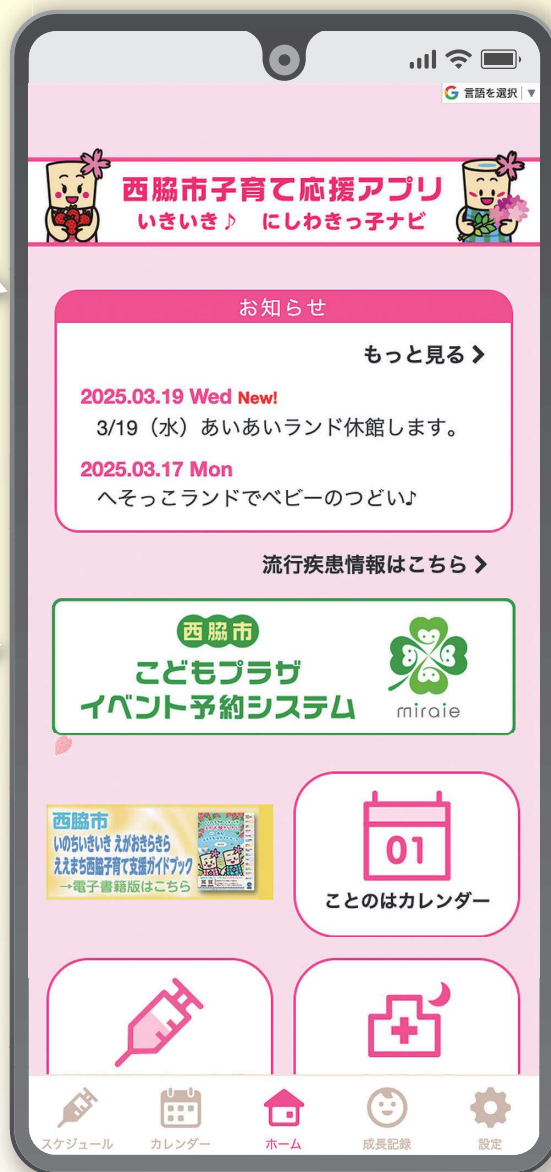 言語を選択
西脇市子育て応援アプリ
いきいき♪ にしわきっ子ナビ
お知らせ
もっと見る
2025.03.19 Wed New!
3/19（水）あいあいランド休館します。
2025.03.17 Mon
へそっこランドでベビーのつどい♪
流行疾患情報はこちら
西脇市
こどもプラザ
イベント予約システム
miraie
西脇市
いのちいきいき えがおきらきら
ええまち西脇子育て支援ガイドブック
→電子書籍版はこちら
01
ことのはカレンダー
スケジュール
カレンダー
ホーム
成長記録
設定